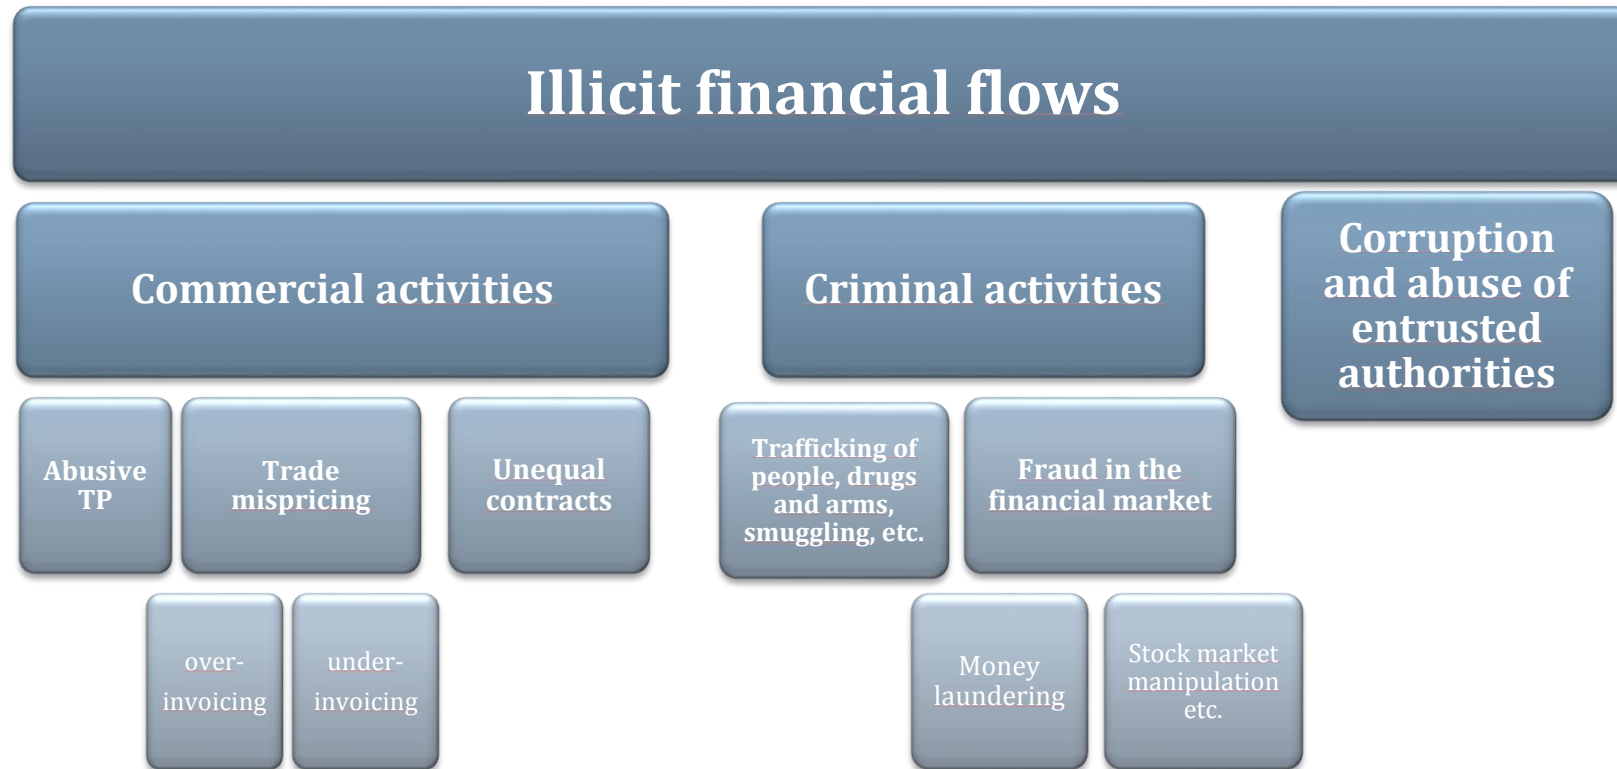 Illicit financial flows
Commercial activities
Criminal activities
Corruption
and abuse of
entrusted
authorities
Abusive
TP
Trade
mispricing
Unequal
contracts
Trafficking of
people, drugs
and arms,
smuggling, etc.
Fraud in the
financial market
over-
invoicing
under-
invoicing
Money
laundering
Stock market
manipulation
etc.